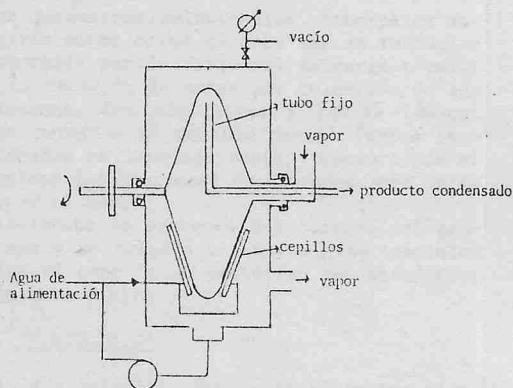 vacío
tubo fijo
vapor
producto condensado
cepillos
Agua de
alimentación
vapor